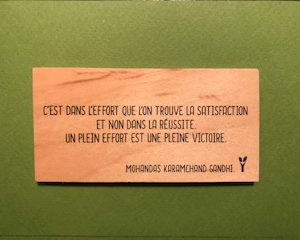 C'EST DANS L'EFFORT QUE L'ON TROUVE LA SATISFACTION
ET NON DANS LA RÉUSSITE.
UN PLEIN EFFORT EST UNE PLEINE VICTOIRE.
MOHANDAS KARAMCHAND GANDHI.